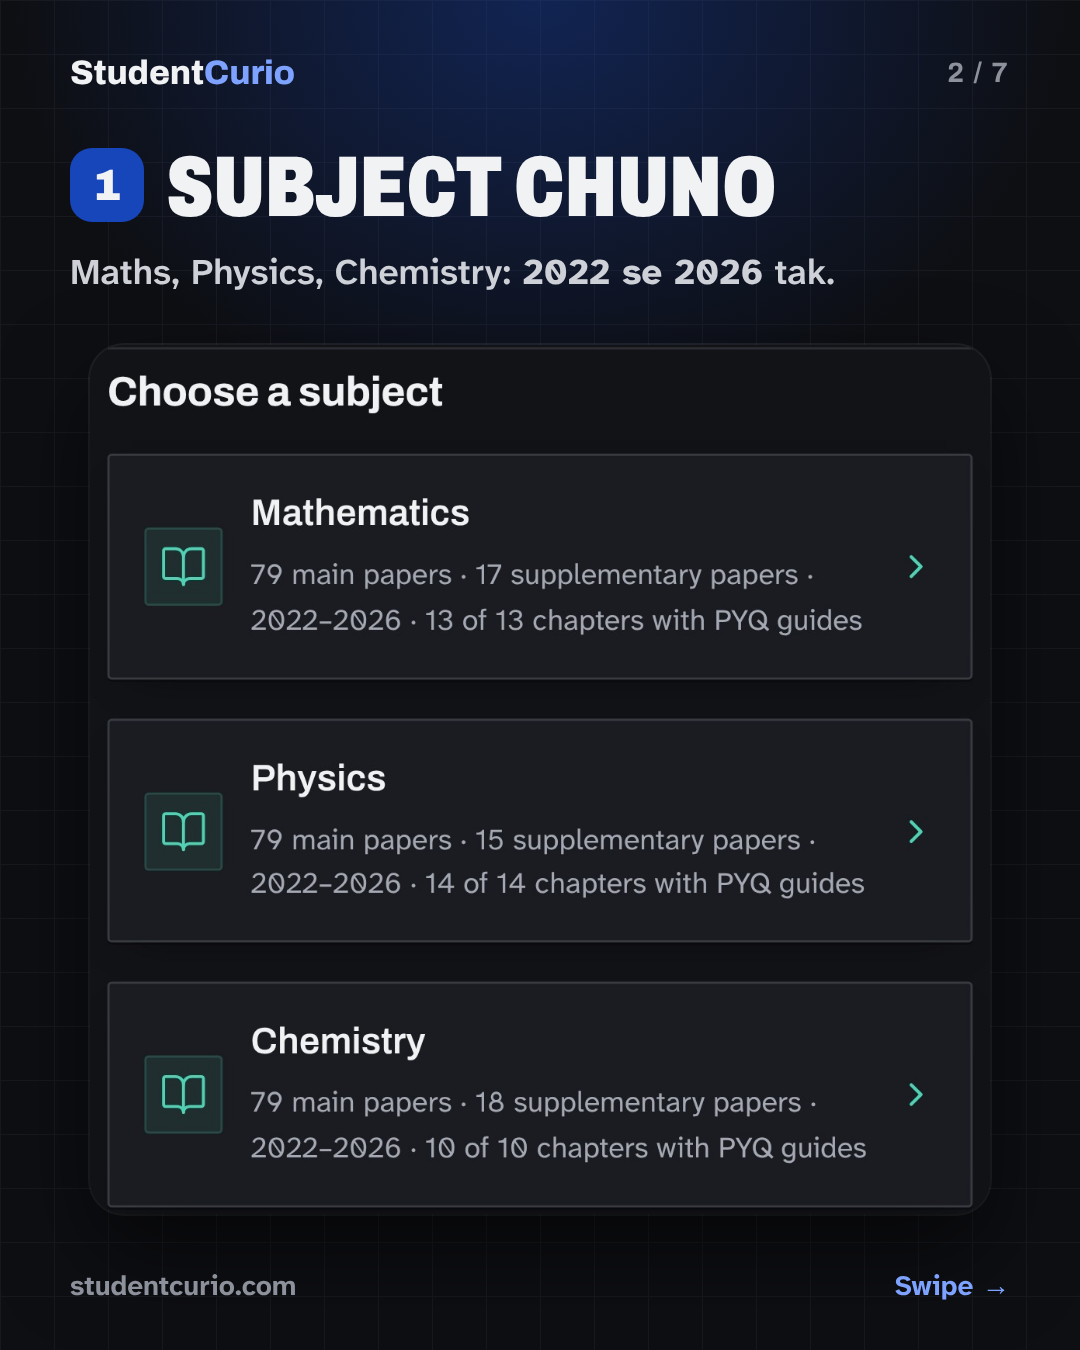 StudentCurio
2 / 7
1 SUBJECT CHUNO
Maths, Physics, Chemistry: 2022 se 2026 tak.
Choose a subject
Mathematics
79 main papers · 17 supplementary papers ·
2022–2026 · 13 of 13 chapters with PYQ guides
Physics
79 main papers · 15 supplementary papers ·
2022–2026 · 14 of 14 chapters with PYQ guides
Chemistry
79 main papers · 18 supplementary papers ·
2022–2026 · 10 of 10 chapters with PYQ guides
studentcurio.com
Swipe →